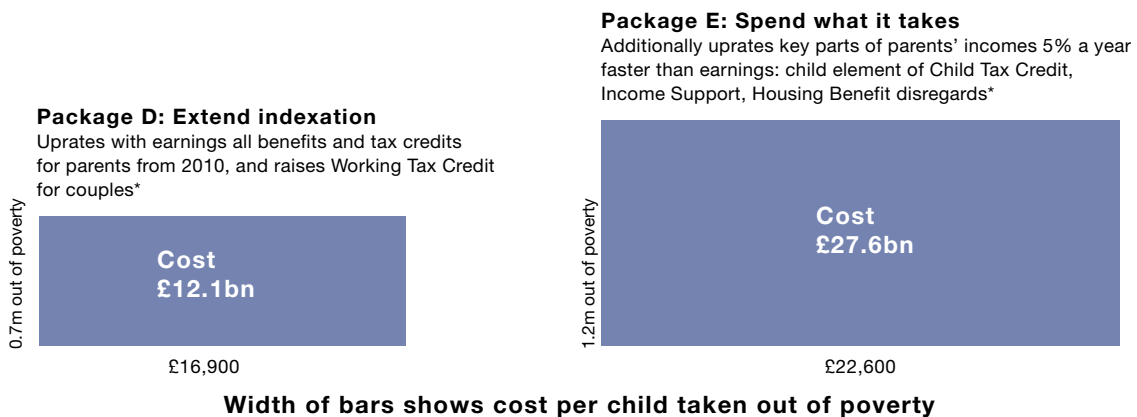 Package D: Extend indexation
Uprates with earnings all benefits and tax credits
for parents from 2010, and raises Working Tax Credit
for couples*
0.7m out of poverty
Cost
£12.1bn
£16,900
Package E: Spend what it takes
Additionally uprates key parts of parents’ incomes 5% a year
faster than earnings: child element of Child Tax Credit,
Income Support, Housing Benefit disregards*
1.2m out of poverty
Cost
£27.6bn
£22,600
Width of bars shows cost per child taken out of poverty